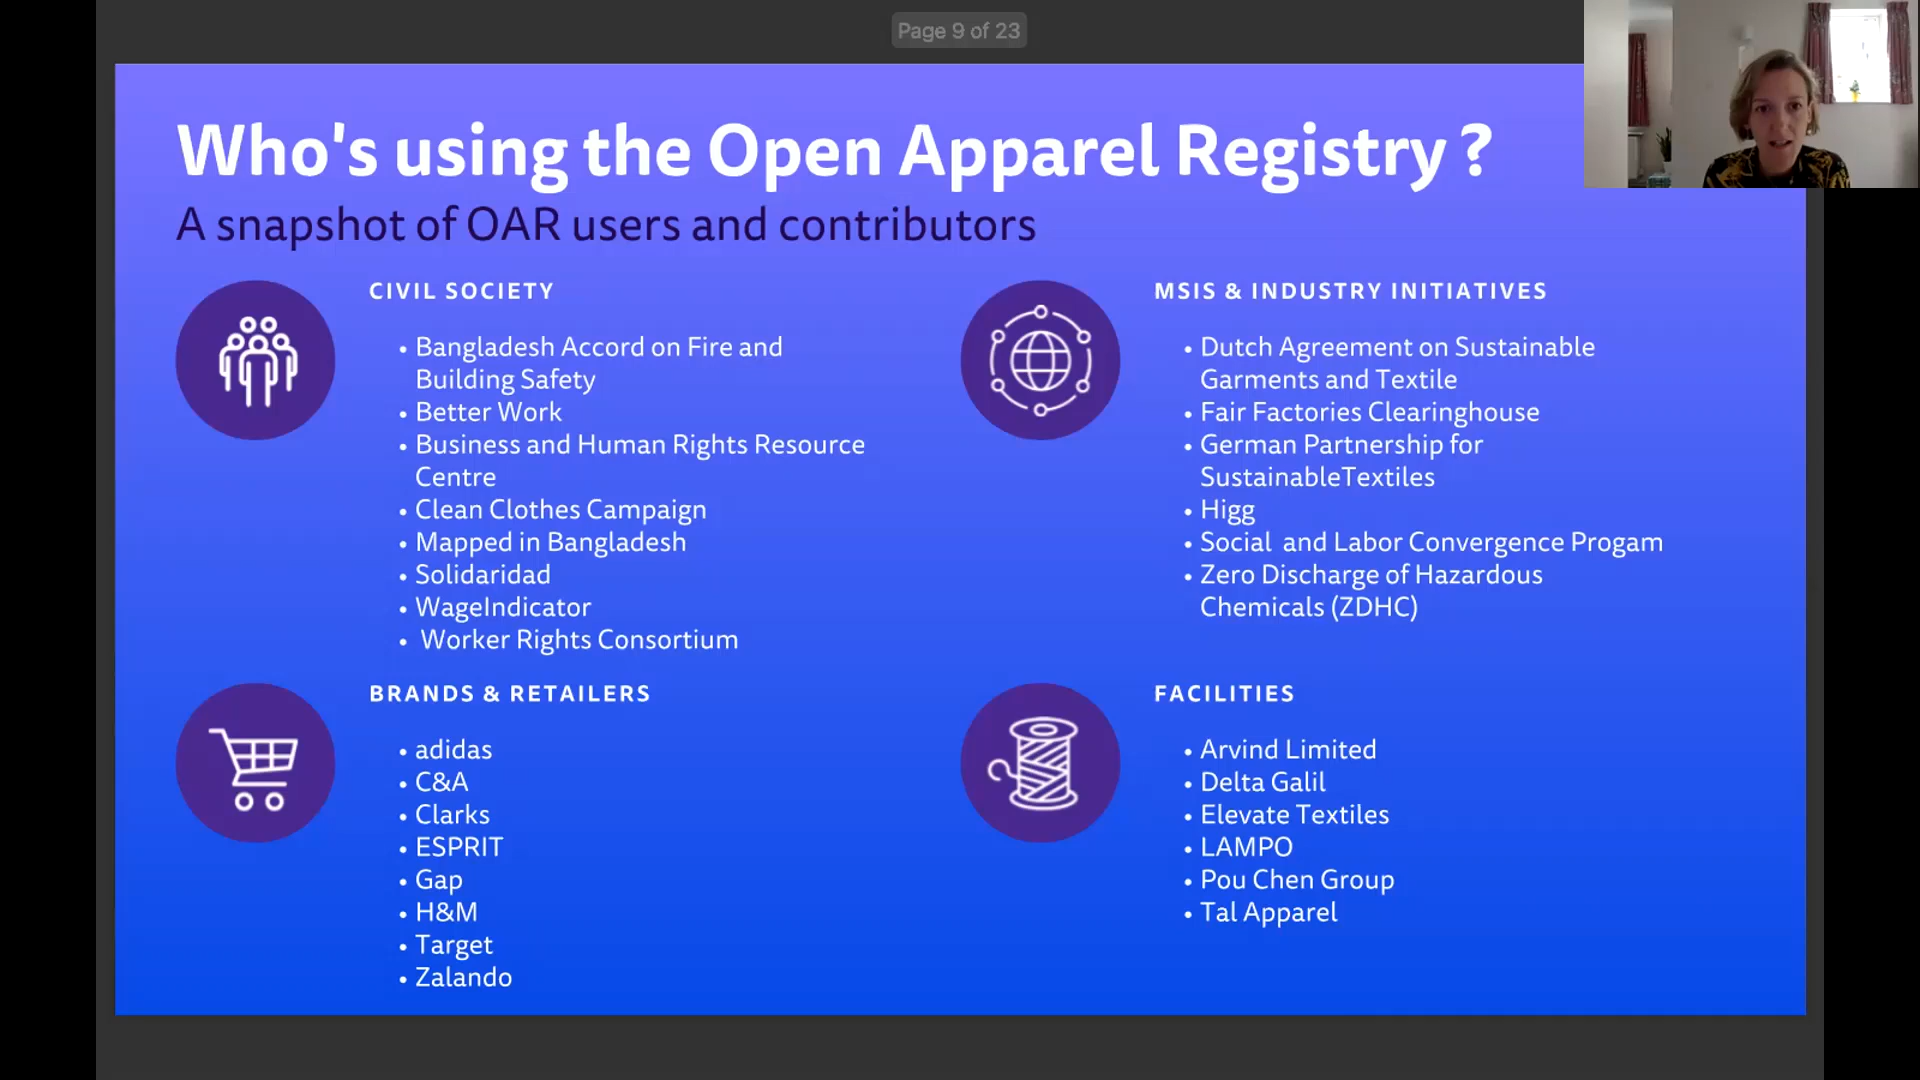 Page 9 of 23
Who's using the Open Apparel Registry ?
A snapshot of OAR users and contributors
CIVIL SOCIETY
• Bangladesh Accord on Fire and
Building Safety
• Better Work
• Business and Human Rights Resource
Centre
• Clean Clothes Campaign
• Mapped in Bangladesh
• Solidaridad
• WageIndicator
• Worker Rights Consortium
MSIS & INDUSTRY INITIATIVES
• Dutch Agreement on Sustainable
Garments and Textile
• Fair Factories Clearinghouse
• German Partnership for
SustainableTextiles
• Higg
• Social and Labor Convergence Progam
• Zero Discharge of Hazardous
Chemicals (ZDHC)
BRANDS & RETAILERS
• adidas
• C&A
• Clarks
• ESPRIT
• Gap
• H&M
• Target
• Zalando
FACILITIES
• Arvind Limited
• Delta Galil
• Elevate Textiles
• LAMPO
• Pou Chen Group
• Tal Apparel